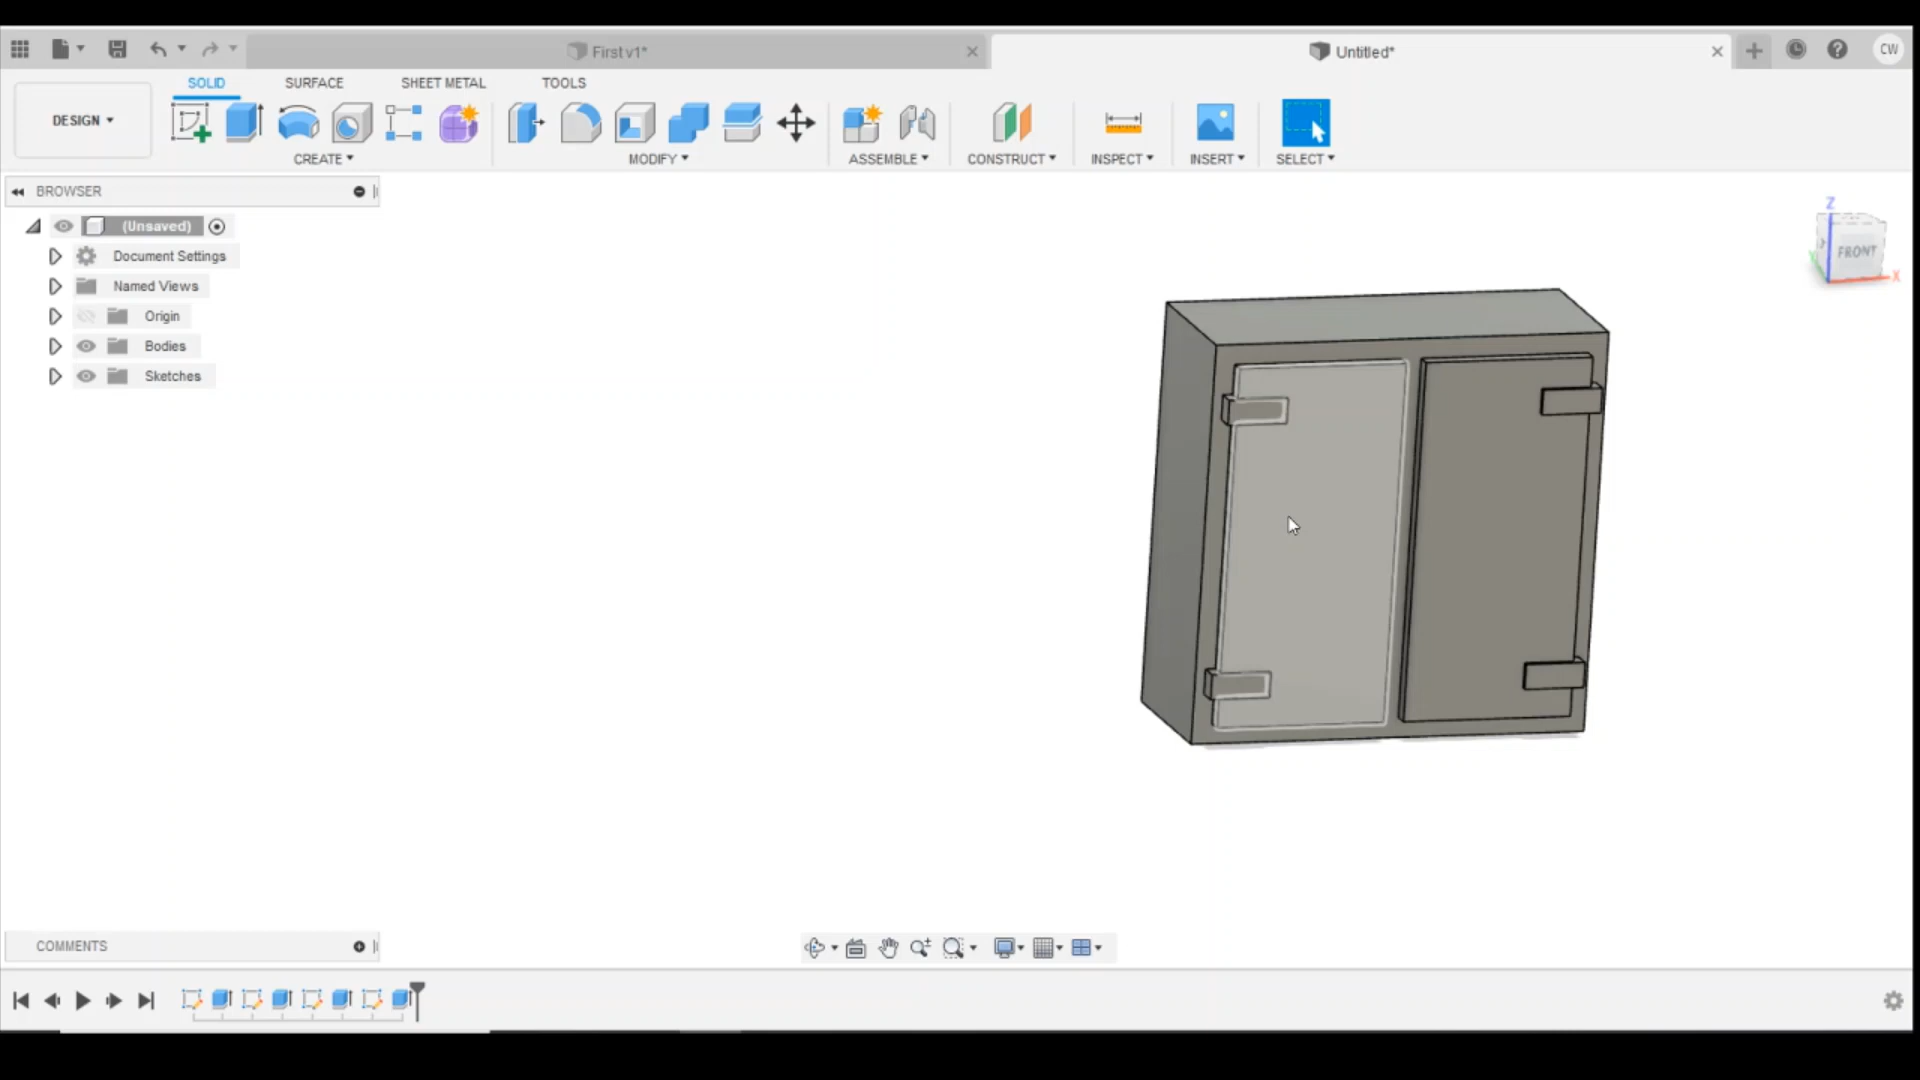 First v1*
Untitled*
CW
DESIGN
SOLID
SURFACE
SHEET METAL
TOOLS
CREATE
MODIFY
ASSEMBLE
CONSTRUCT
INSPECT
INSERT
SELECT
BROWSER
(Unsaved)
Document Settings
Named Views
Origin
Bodies
Sketches
Z
FRONT
X
COMMENTS